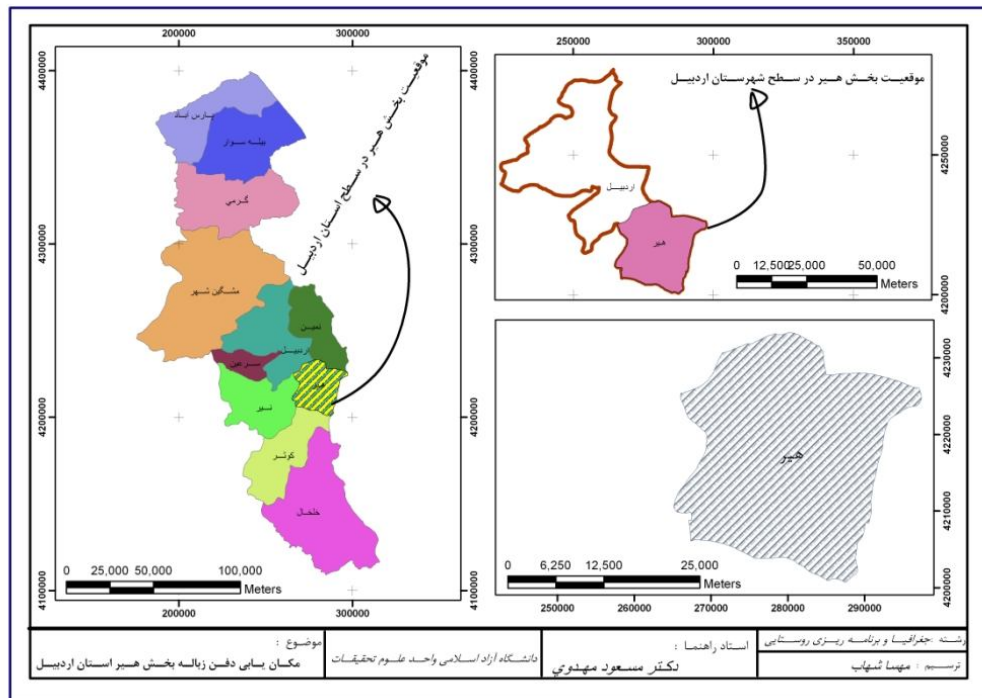 200000 300000
4400000
4300000
4200000
4100000
پارس آباد
بیله سوار
گرمي
مشگین شهر
نمین
اردبیل
سرعین
هیر
نیر
کوثر
خلخال
موقعیت بخش هیر در سطح استان اردبیل
0 25,000 50,000 100,000
Meters
200000 300000
250000 300000 350000
موقعیت بخش هیر در سطح شهرستان اردبیل
4250000
4200000
اردبیل
هیر
0 12,500 25,000 50,000
Meters
هیر
4230000
4220000
4210000
4200000
0 6,250 12,500 25,000
Meters
250000 260000 270000 280000 290000
رشته :جغرافیا و برنامه ریزی روستایی
ترسیم : مهسا شهاب
استاد راهنما :
دکتر مسعود مهدوي
دانشگاه آزاد اسلامی واحد علوم تحقیقات
موضوع :
مکان یابی دفن زباله بخش هیر استان اردبیل